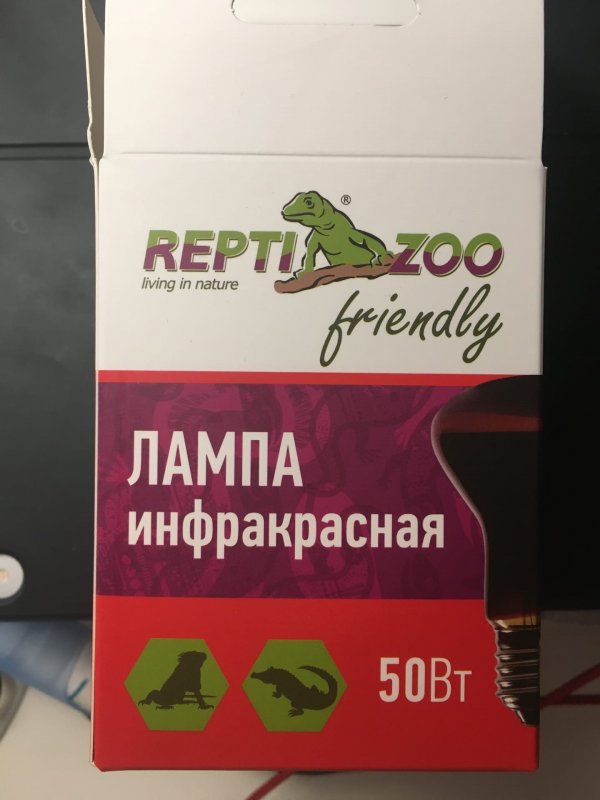 ®
REPTI ZOO
living in nature
friendly
ЛАМПА
инфракрасная
50Вт